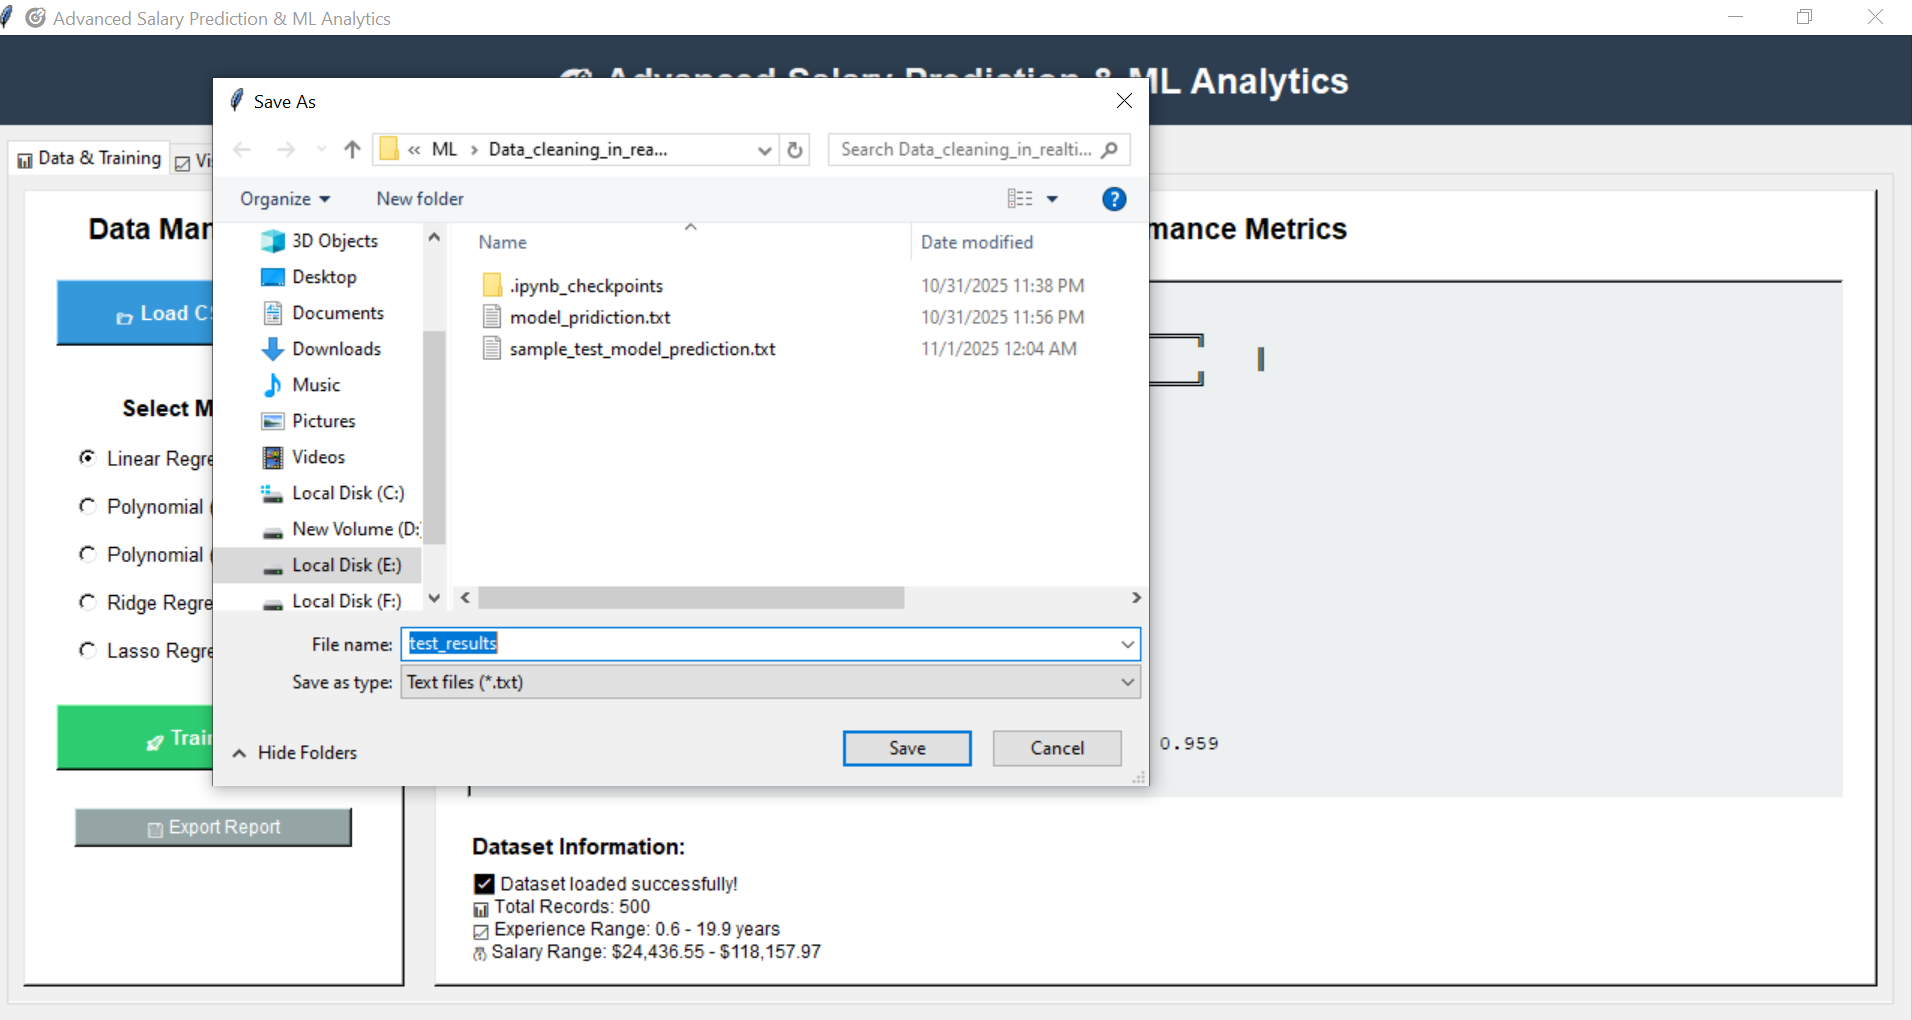 Advanced Salary Prediction & ML Analytics
ML Analytics
Save As
« ML › Data_cleaning_in_rea...
Search Data_cleaning_in_realti...
Data & Training
Organize
New folder
?
Data Man
mance Metrics
Name
Date modified
3D Objects
Desktop
Documents
Downloads
Music
Pictures
Videos
Local Disk (C:)
New Volume (D:)
Local Disk (E:)
Local Disk (F:)
.ipynb_checkpoints 10/31/2025 11:38 PM
model_pridiction.txt 10/31/2025 11:56 PM
sample_test_model_prediction.txt 11/1/2025 12:04 AM
Load CS
Select M
Linear Regre
Polynomial (
Polynomial (
Ridge Regre
Lasso Regre
File name: test_results
Save as type: Text files (*.txt)
Train
Hide Folders
Save
Cancel
0.959
Export Report
Dataset Information:
Dataset loaded successfully!
Total Records: 500
Experience Range: 0.6 - 19.9 years
Salary Range: $24,436.55 - $118,157.97